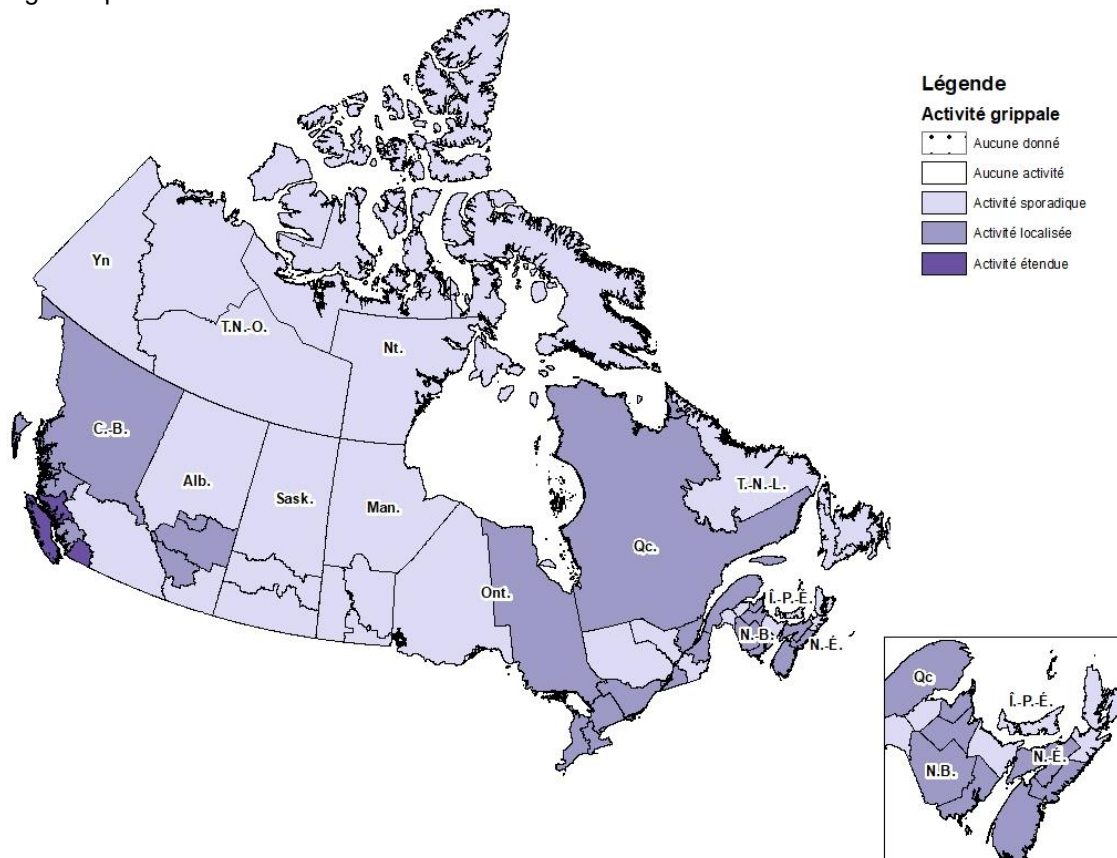 Légende
Activité grippale
Aucune donné
Aucune activité
Activité sporadique
Activité localisée
Activité étendue
Yn
T.N.-O.
Nt.
C.-B.
Alb.
Sask.
Man.
Ont.
Qc.
T.-N.-L.
Î.-P.-É.
N.-B.
N.-É.
Qc
Î.-P.-É.
N.-É.
N.B.